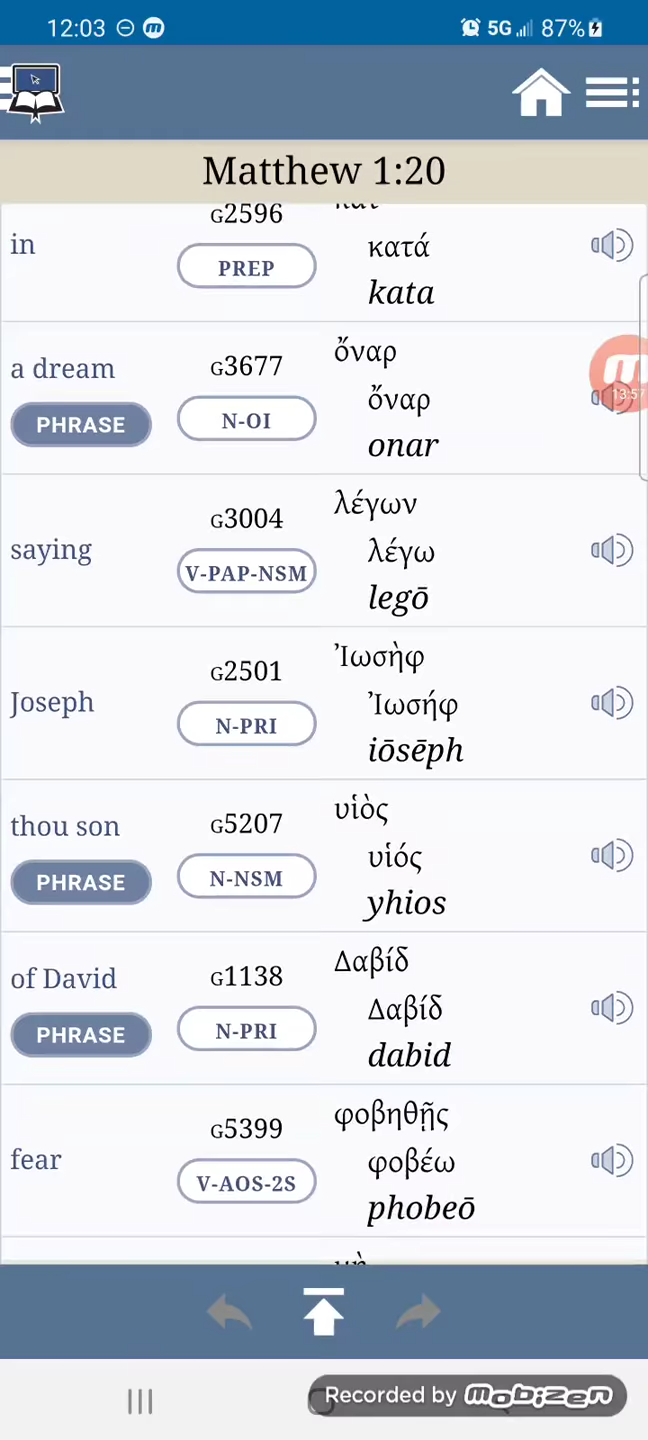 12:03
5G 87%
Matthew 1:20
in G2596 PREP
κατά
kata
a dream PHRASE G3677 N-OI ὄναρ
ὄναρ
onar
13:57
saying G3004 V-PAP-NSM λέγων
λέγω
legō
Joseph G2501 N-PRI Ἰωσὴφ
Ἰωσήφ
iōsēph
thou son PHRASE G5207 N-NSM υἱὸς
υἱός
yhios
of David PHRASE G1138 N-PRI Δαβίδ
Δαβίδ
dabid
fear G5399 V-AOS-2S φοβηθῇς
φοβέω
phobeō
Recorded by mobizen